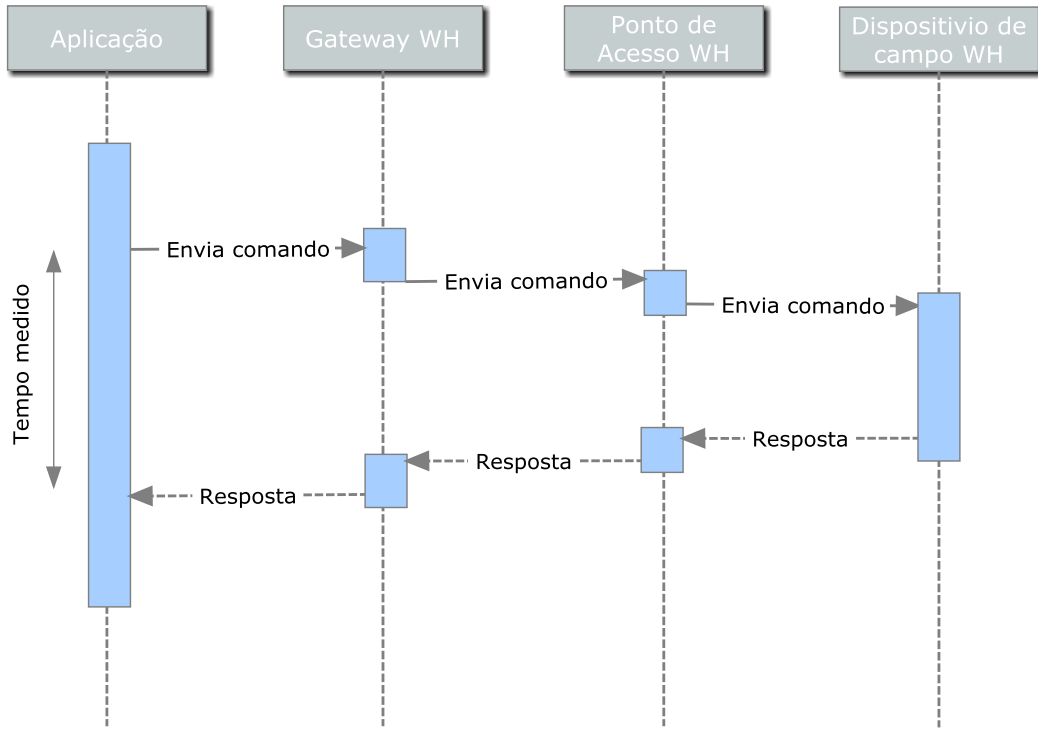 Aplicação
Gateway WH
Ponto de
Acesso WH
Dispositivio de
campo WH
Envia comando
Envia comando
Envia comando
Tempo medido
Resposta
Resposta
Resposta